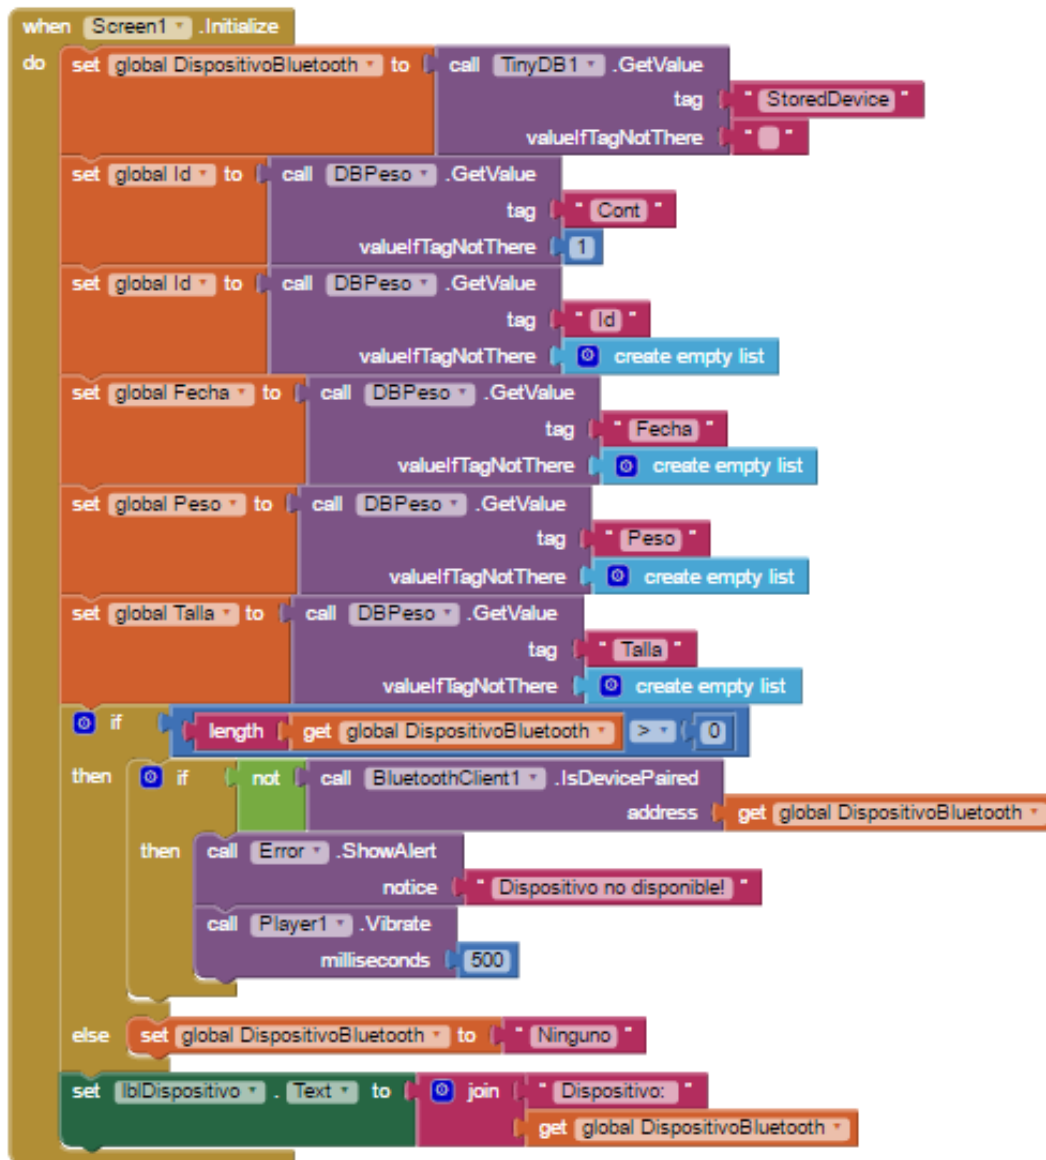 when Screen1 .Initialize
do set global DispositivoBluetooth to call TinyDB1 .GetValue
tag " StoredDevice "
valueIfTagNotThere " "
set global Id to call DBPeso .GetValue
tag " Cont "
valueIfTagNotThere 1
set global Id to call DBPeso .GetValue
tag " Id "
valueIfTagNotThere create empty list
set global Fecha to call DBPeso .GetValue
tag " Fecha "
valueIfTagNotThere create empty list
set global Peso to call DBPeso .GetValue
tag " Peso "
valueIfTagNotThere create empty list
set global Talla to call DBPeso .GetValue
tag " Talla "
valueIfTagNotThere create empty list
if length get global DispositivoBluetooth > 0
then if not call BluetoothClient1 .IsDevicePaired
address get global DispositivoBluetooth
then call Error .ShowAlert
notice " Dispositivo no disponible! "
call Player1 .Vibrate
milliseconds 500
else set global DispositivoBluetooth to " Ninguno "
set lblDispositivo . Text to join " Dispositivo: "
get global DispositivoBluetooth